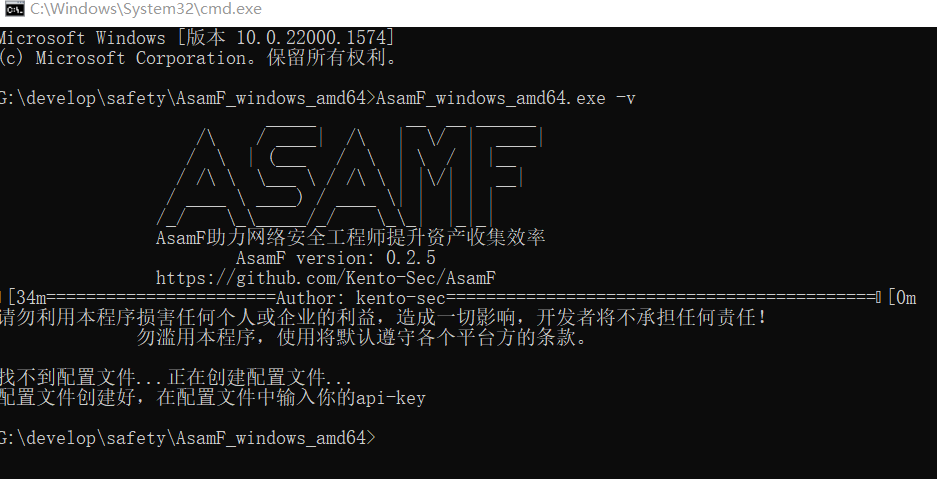 C:\Windows\System32\cmd.exe
Microsoft Windows [版本 10.0.22000.1574]
(c) Microsoft Corporation。保留所有权利。
G:\develop\safety\AsamF_windows_amd64>AsamF_windows_amd64.exe -v
ASAMF
AsamF助力网络安全工程师提升资产收集效率
AsamF version: 0.2.5
https://github.com/Kento-Sec/AsamF
[34m=======================Author: kento-sec===========================================[0m
请勿利用本程序损害任何个人或企业的利益，造成一切影响，开发者将不承担任何责任！
勿滥用本程序，使用将默认遵守各个平台方的条款。
找不到配置文件...正在创建配置文件...
配置文件创建好，在配置文件中输入你的api-key
G:\develop\safety\AsamF_windows_amd64>